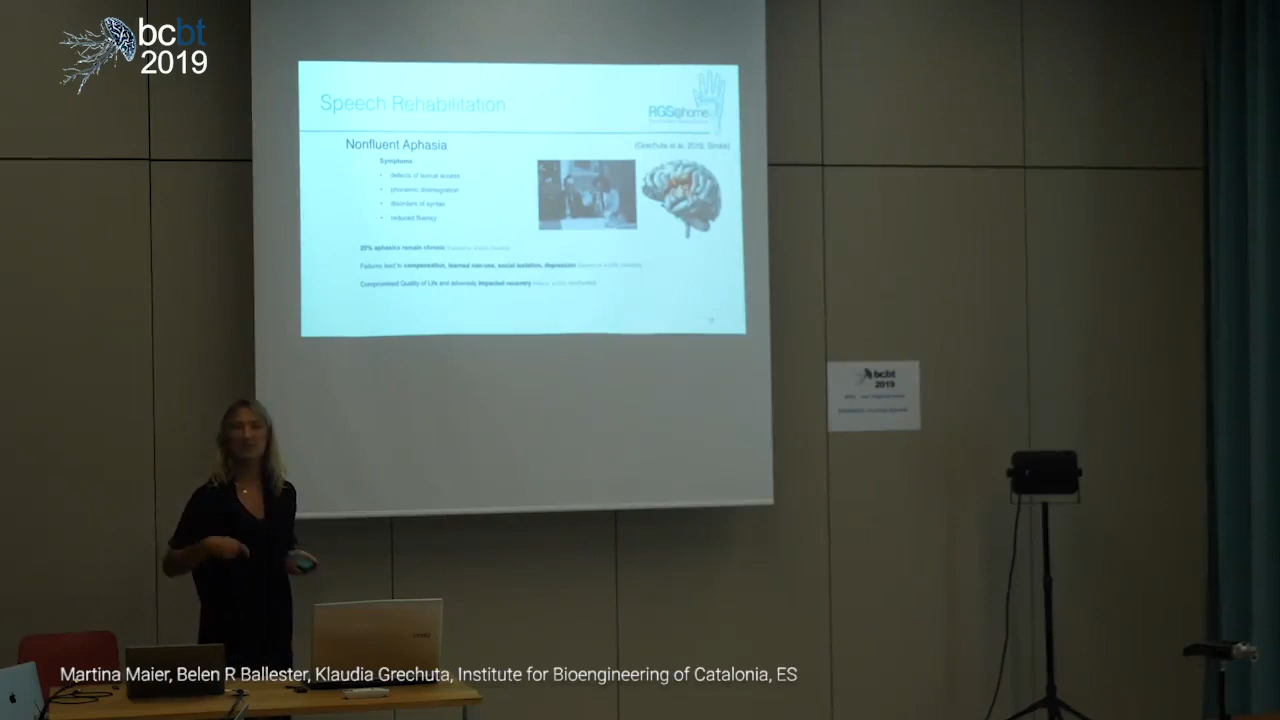 bcbt
2019
Speech Rehabilitation
RGS@home
Nonfluent Aphasia
(Grechuta et al, 2019, Stroke)
Symptoms
• defects of lexical access
• phonemic disintegration
• disorders of syntax
• reduced fluency
20% aphasics remain chronic
Failures lead to compensation, learned non-use, social isolation, depression
Compromised Quality of Life and adversely impacted recovery
bcbt
2019
Martina Maier, Belen R Ballester, Klaudia Grechuta, Institute for Bioengineering of Catalonia, ES